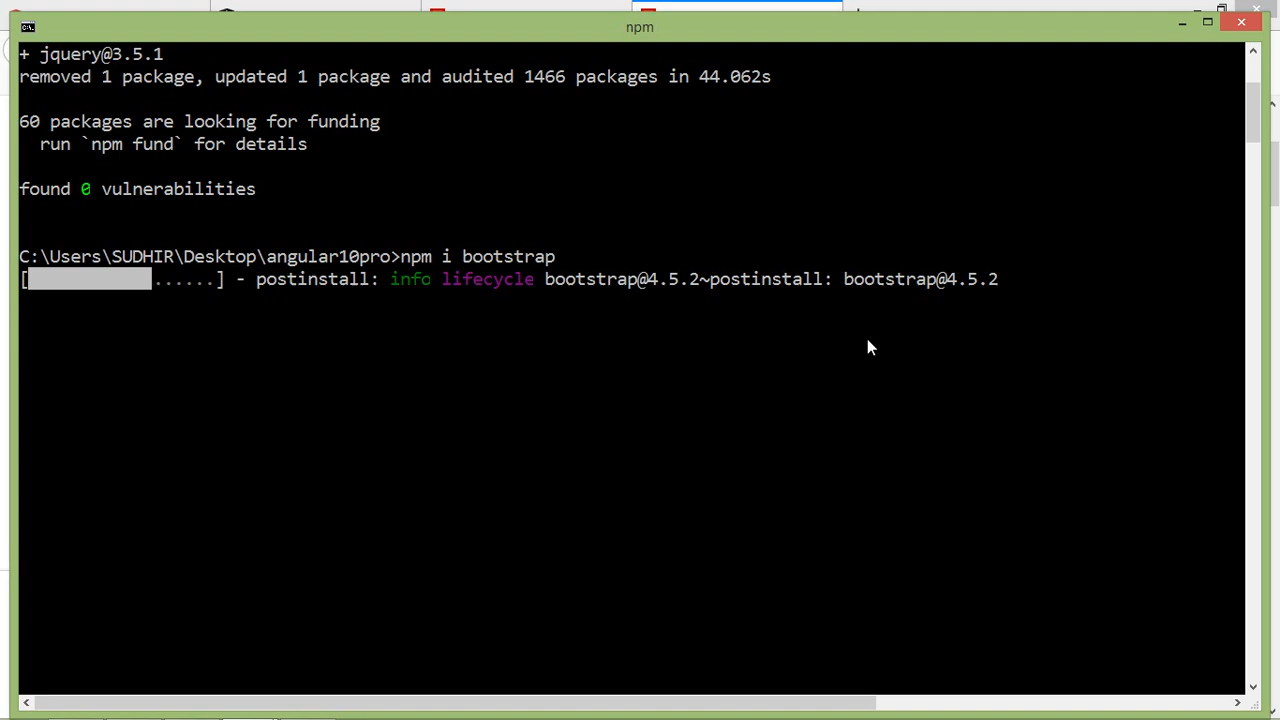 npm
+ jquery@3.5.1
removed 1 package, updated 1 package and audited 1466 packages in 44.062s
60 packages are looking for funding
run `npm fund` for details
found 0 vulnerabilities
C:\Users\SUDHIR\Desktop\angular10pro>npm i bootstrap
[......] - postinstall: info lifecycle bootstrap@4.5.2~postinstall: bootstrap@4.5.2